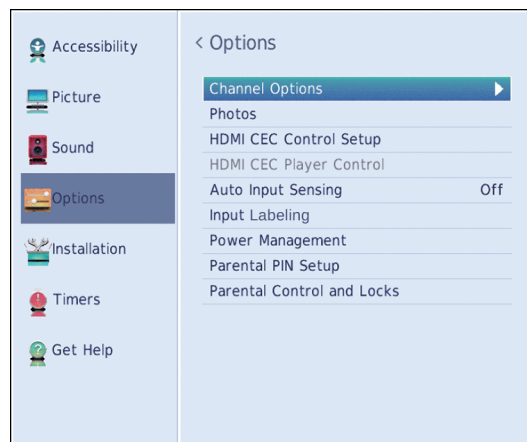 Accessibility
Picture
Sound
Options
Installation
Timers
Get Help
< Options
Channel Options
Photos
HDMI CEC Control Setup
HDMI CEC Player Control
Auto Input Sensing Off
Input Labeling
Power Management
Parental PIN Setup
Parental Control and Locks